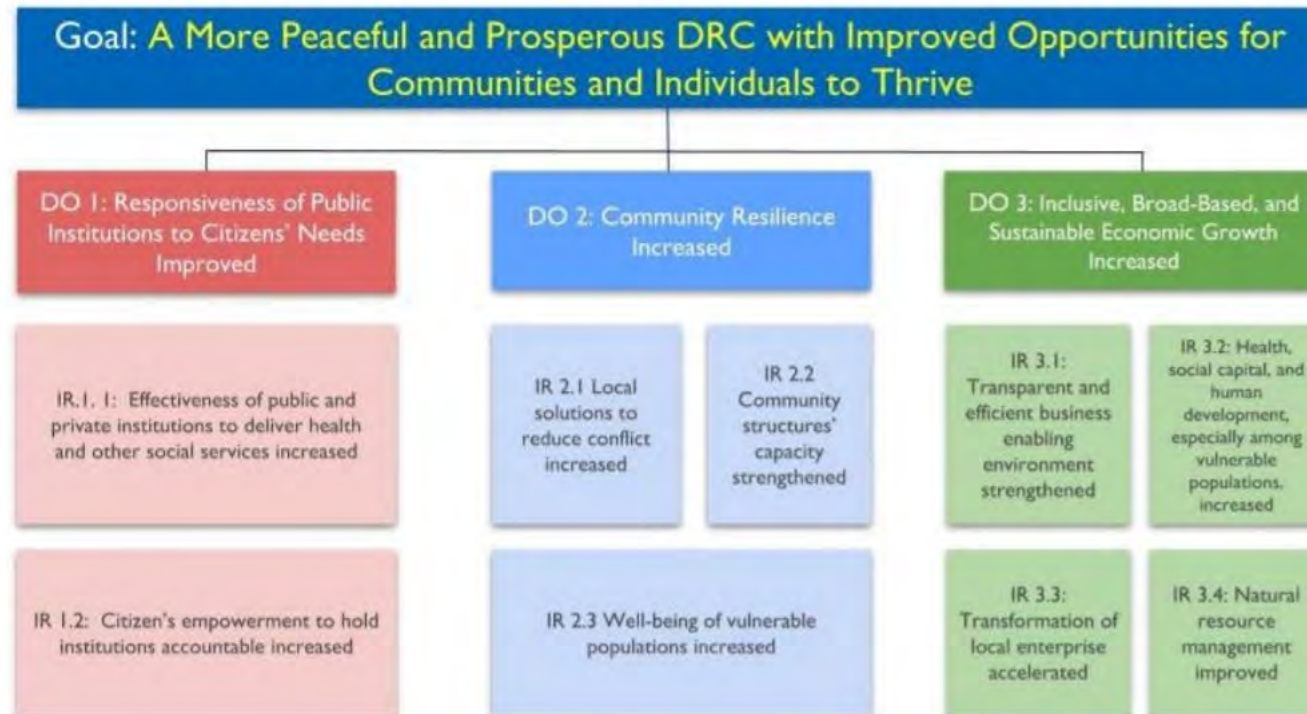 Goal: A More Peaceful and Prosperous DRC with Improved Opportunities for
Communities and Individuals to Thrive
DO 1: Responsiveness of Public
Institutions to Citizens' Needs
Improved
DO 2: Community Resilience
Increased
DO 3: Inclusive, Broad-Based, and
Sustainable Economic Growth
Increased
IR.1. 1: Effectiveness of public and
private institutions to deliver health
and other social services increased
IR 2.1 Local
solutions to
reduce conflict
increased
IR 2.2
Community
structures'
capacity
strengthened
IR 3.1:
Transparent and
efficient business
enabling
environment
strengthened
IR 3.2: Health,
social capital, and
human
development,
especially among
vulnerable
populations,
increased
IR 1.2: Citizen's empowerment to hold
institutions accountable increased
IR 2.3 Well-being of vulnerable
populations increased
IR 3.3:
Transformation of
local enterprise
accelerated
IR 3.4: Natural
resource
management
improved